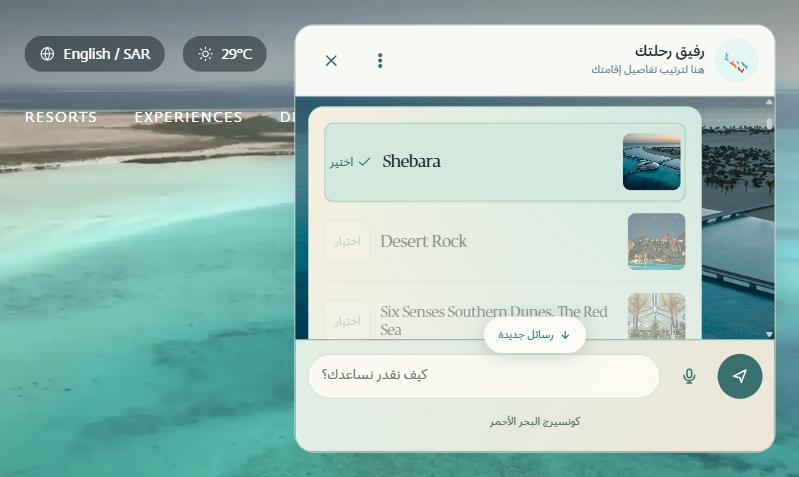 English / SAR
29°C
RESORTS
EXPERIENCES
رفيق رحلتك
هنا لترتيب تفاصيل إقامتك
Shebara
اختير
Desert Rock
اختيار
Six Senses Southern Dunes, The Red
Sea
اختيار
رسائل جديدة
كيف نقدر نساعدك؟
كونسيرج البحر الأحمر